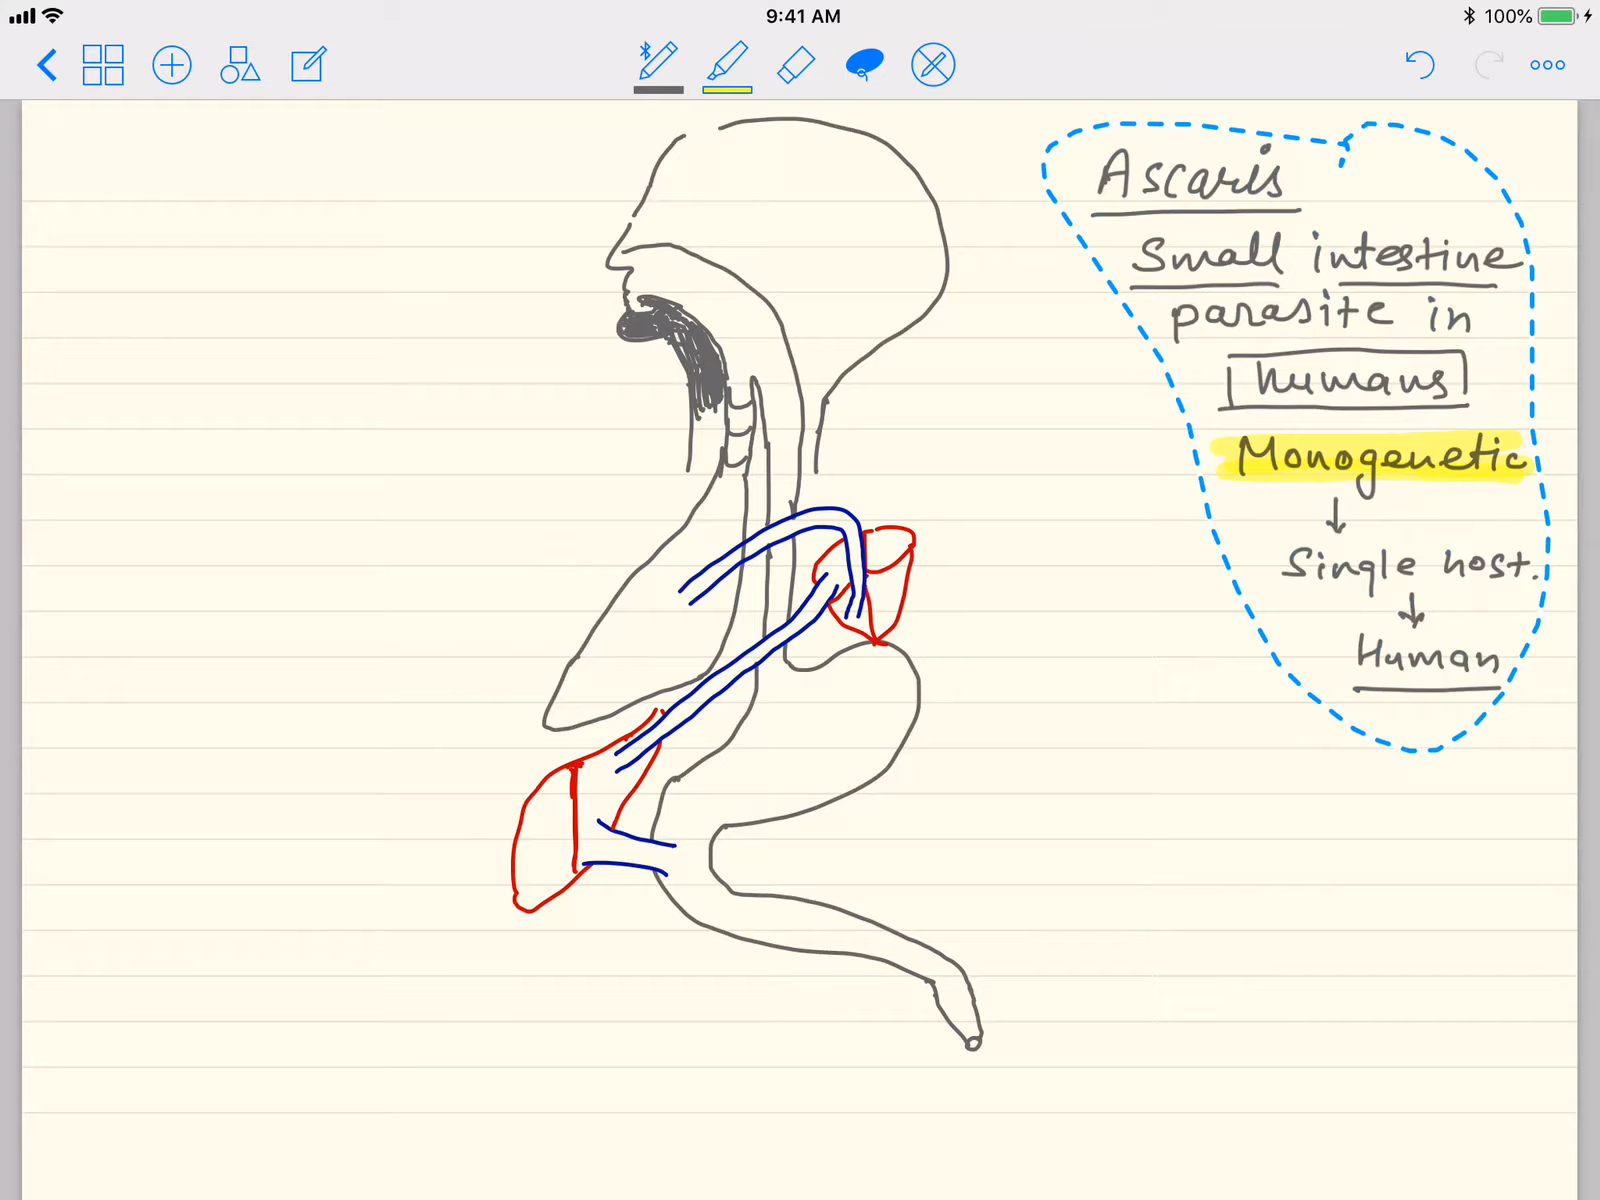 9:41 AM
100%
Ascaris
Small intestine
parasite in
humans
Monogenetic
↓
Single host.
↓
Human